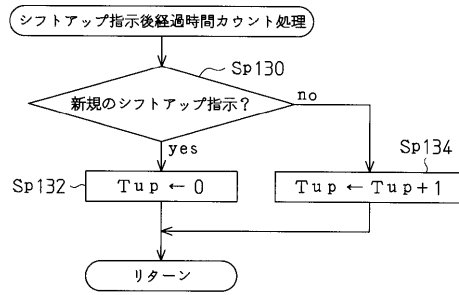 シフトアップ指示後経過時間カウント処理
Sp130
新規のシフトアップ指示?
no
yes
Sp134
Sp132
Tup ← 0
Tup ← Tup+1
リターン